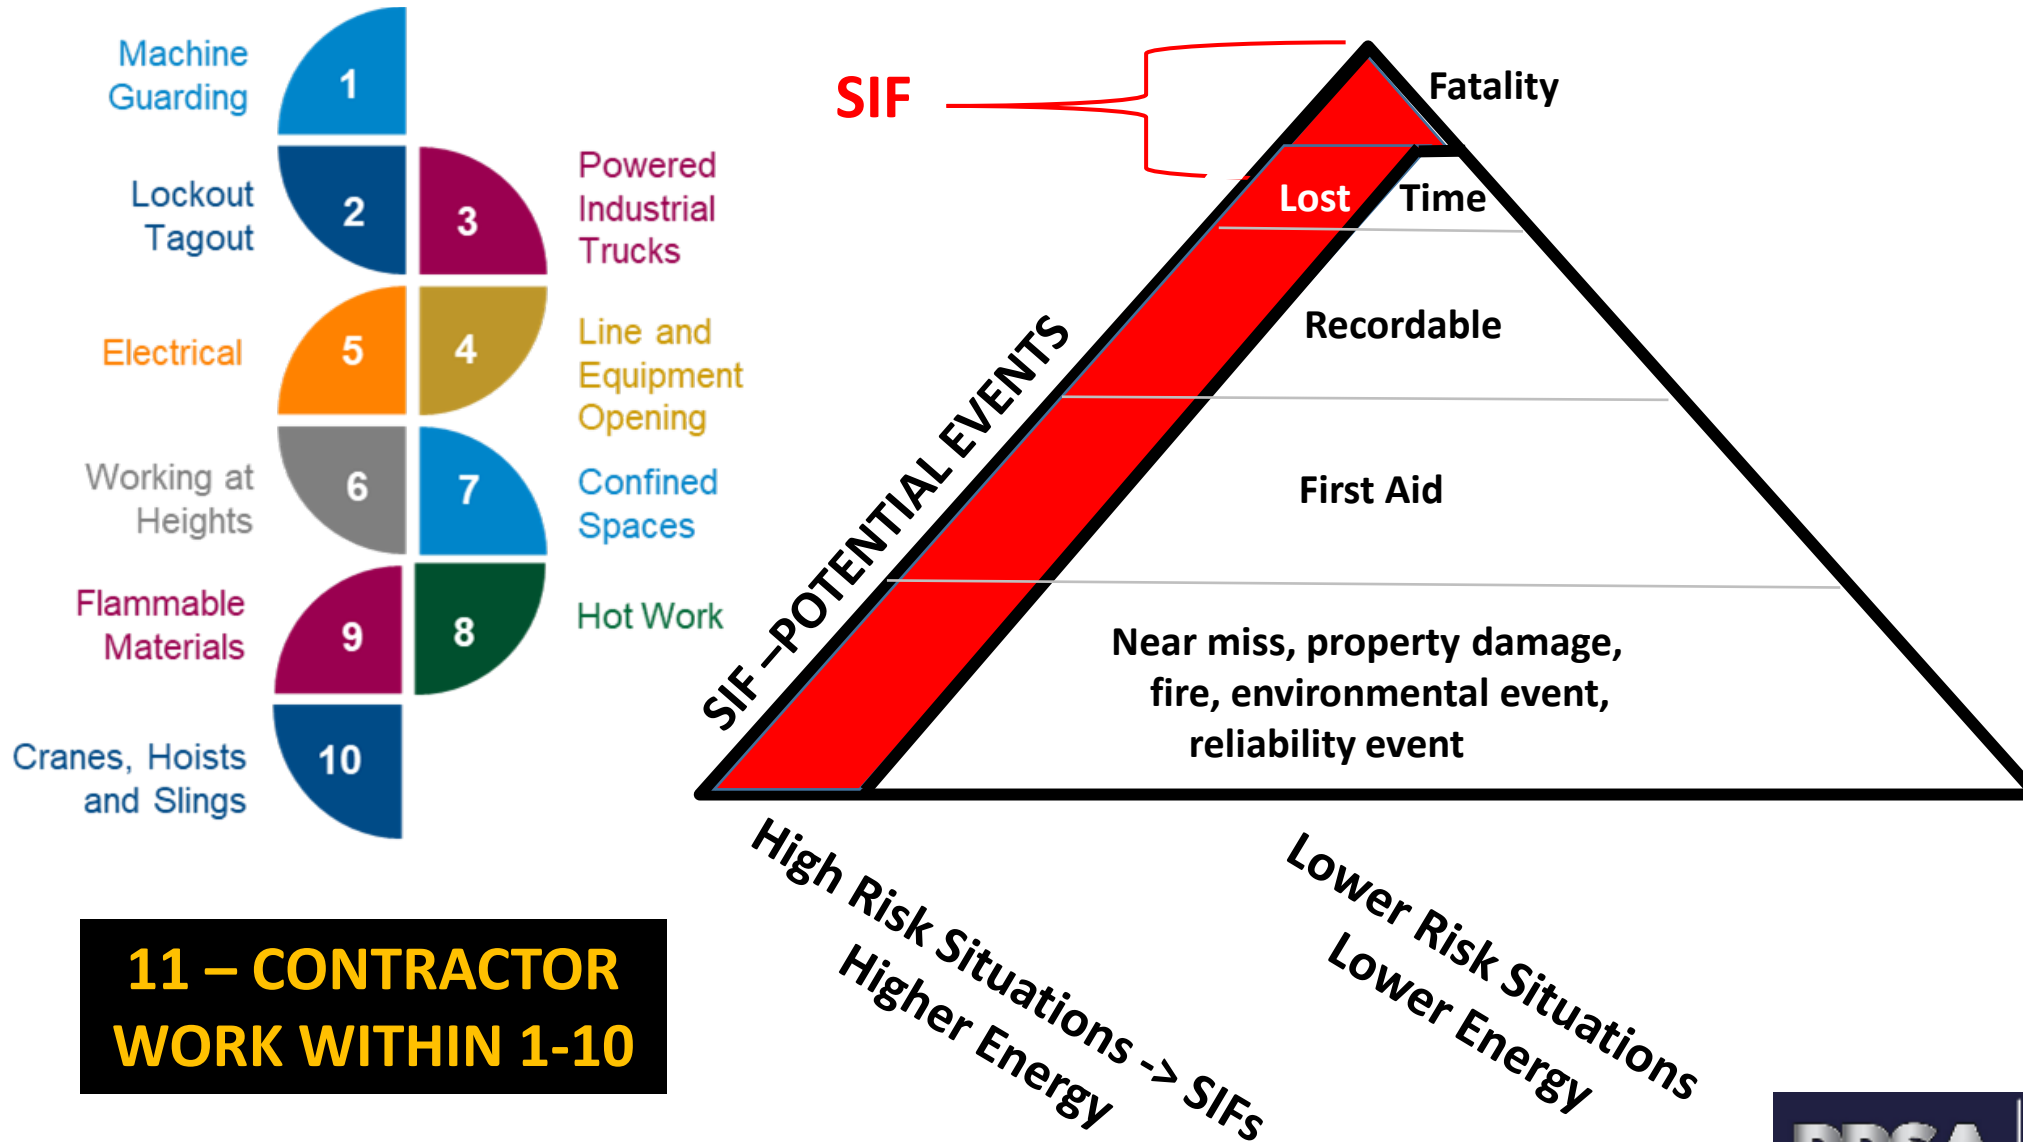 Machine
Guarding
1
Lockout
Tagout
2
3
Powered
Industrial
Trucks
Electrical
5
4
Line and
Equipment
Opening
Working at
Heights
6
7
Confined
Spaces
Flammable
Materials
9
8
Hot Work
Cranes, Hoists
and Slings
10
11 – CONTRACTOR
WORK WITHIN 1-10
SIF
Fatality
Lost Time
Recordable
First Aid
Near miss, property damage,
fire, environmental event,
reliability event
SIF –POTENTIAL EVENTS
High Risk Situations -> SIFs
Higher Energy
Lower Risk Situations
Lower Energy